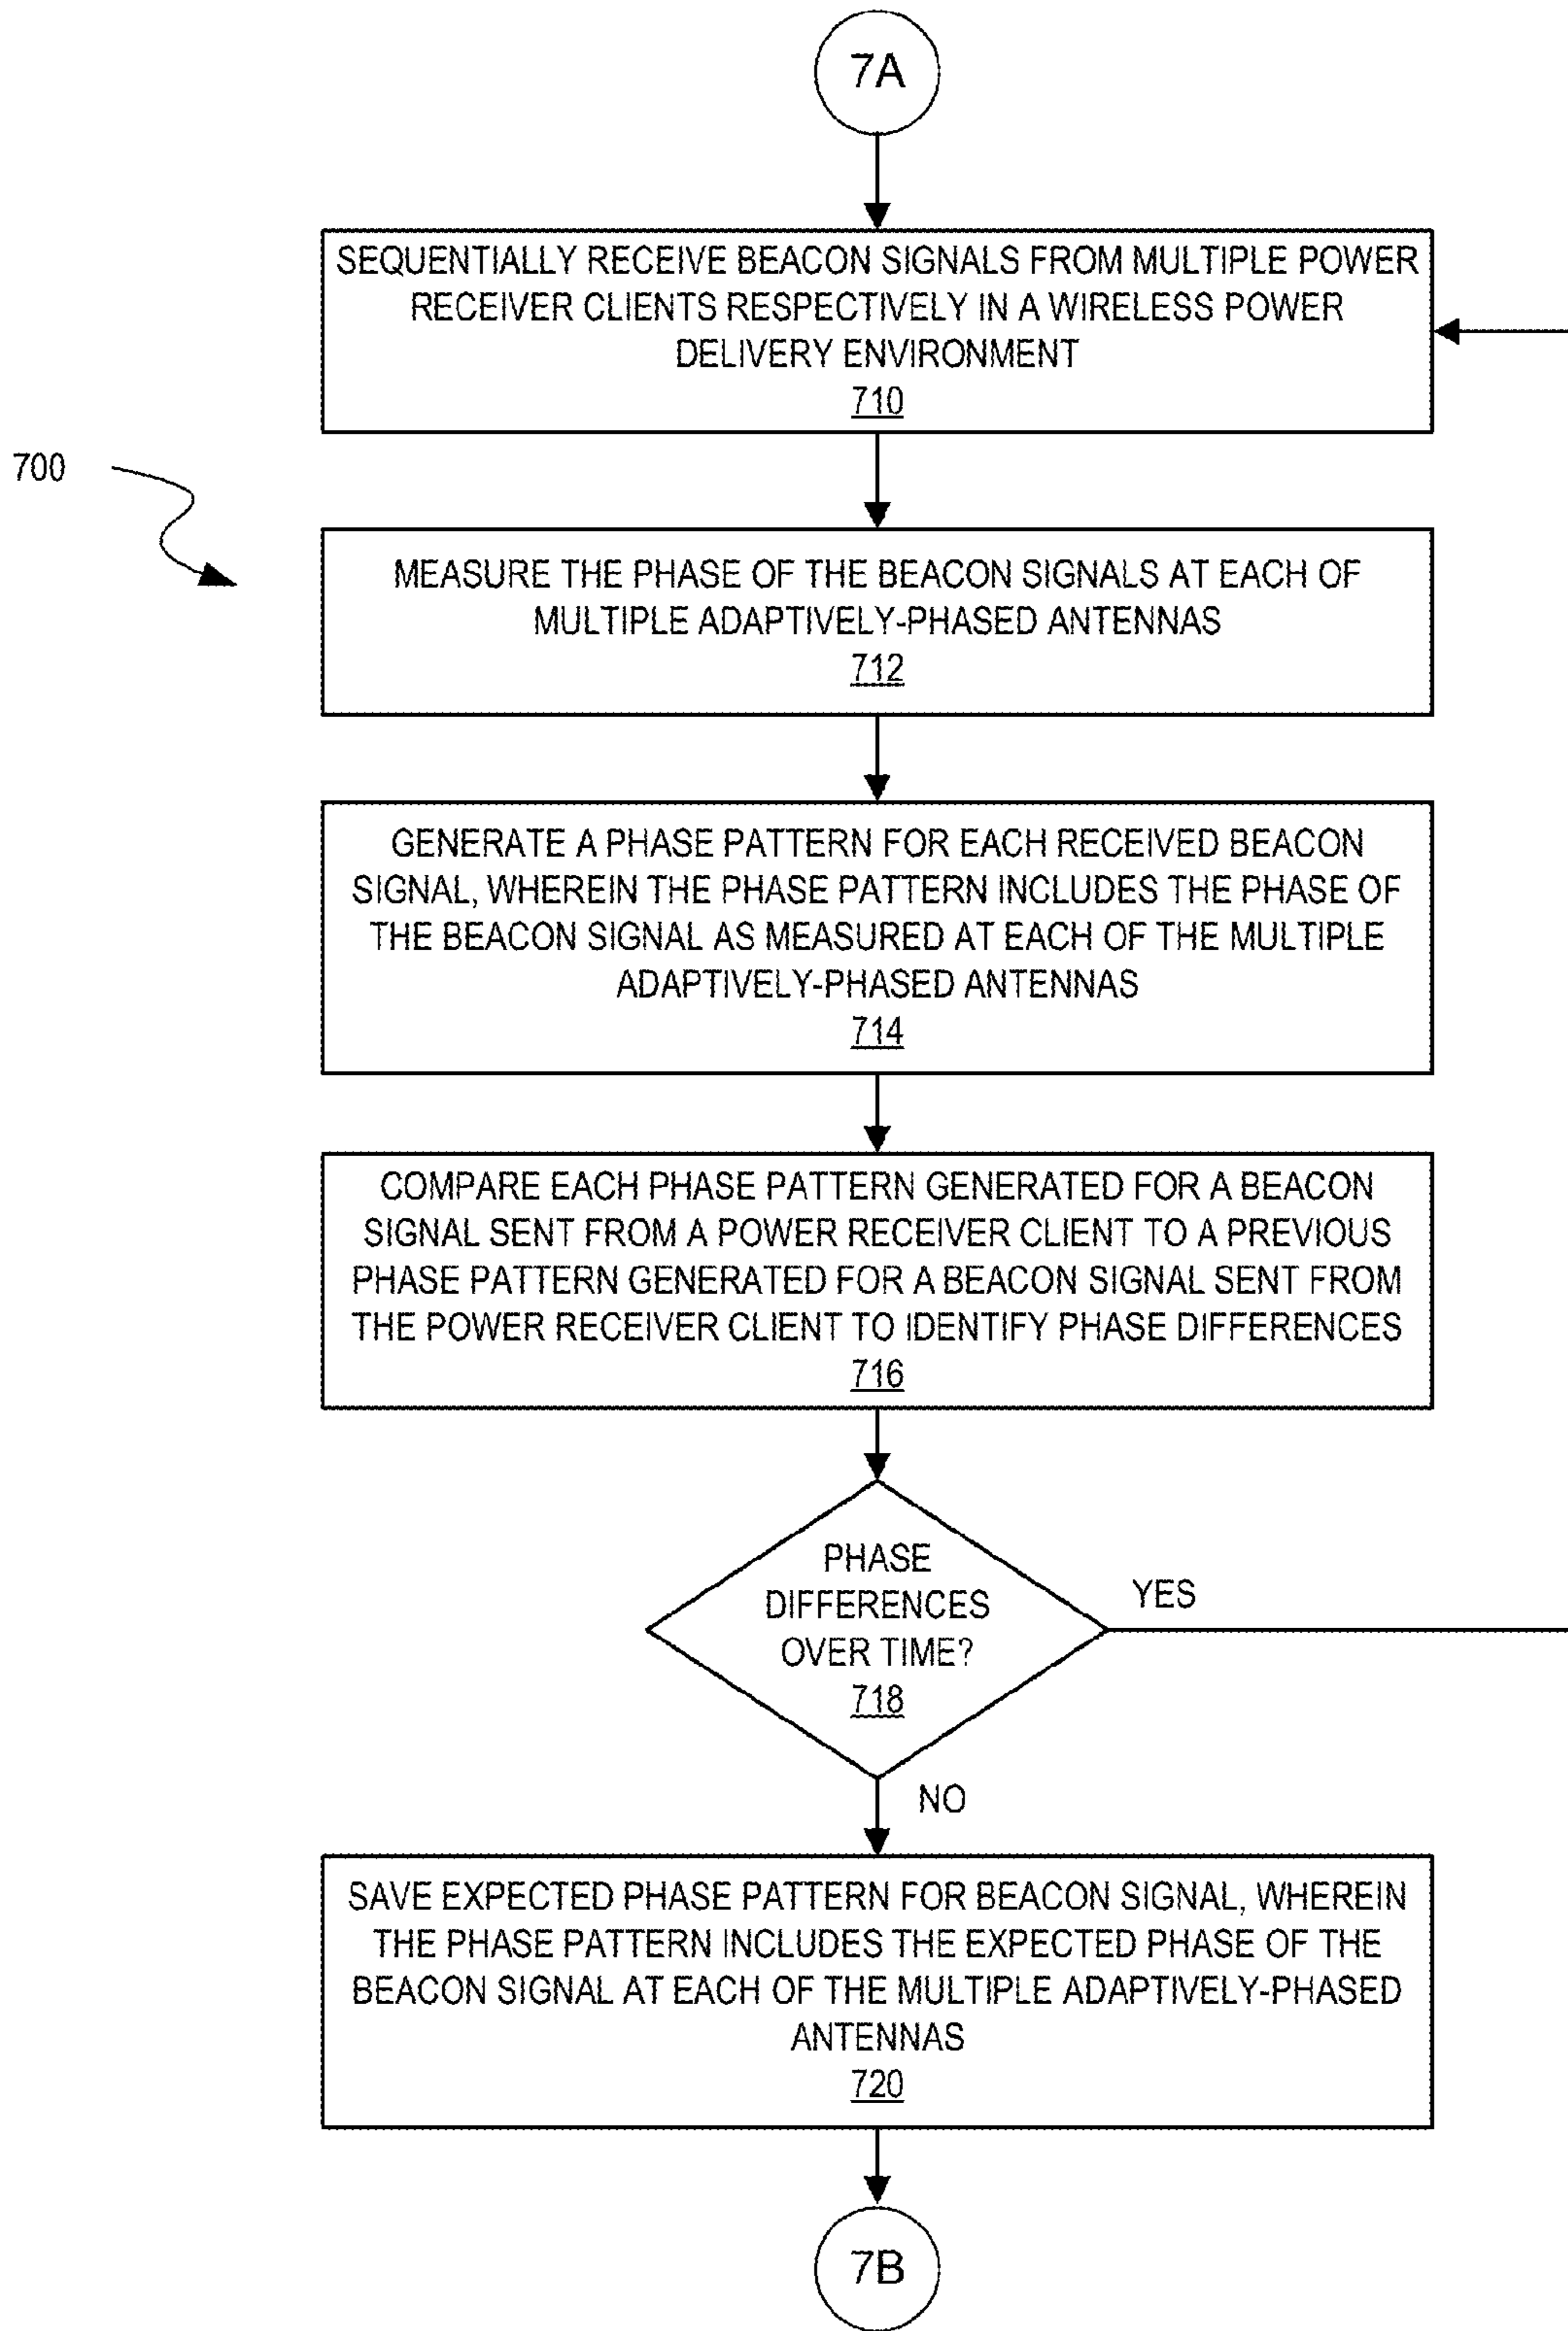 7A
SEQUENTIALLY RECEIVE BEACON SIGNALS FROM MULTIPLE POWER
RECEIVER CLIENTS RESPECTIVELY IN A WIRELESS POWER
DELIVERY ENVIRONMENT
710
700
MEASURE THE PHASE OF THE BEACON SIGNALS AT EACH OF
MULTIPLE ADAPTIVELY-PHASED ANTENNAS
712
GENERATE A PHASE PATTERN FOR EACH RECEIVED BEACON
SIGNAL, WHEREIN THE PHASE PATTERN INCLUDES THE PHASE OF
THE BEACON SIGNAL AS MEASURED AT EACH OF THE MULTIPLE
ADAPTIVELY-PHASED ANTENNAS
714
COMPARE EACH PHASE PATTERN GENERATED FOR A BEACON
SIGNAL SENT FROM A POWER RECEIVER CLIENT TO A PREVIOUS
PHASE PATTERN GENERATED FOR A BEACON SIGNAL SENT FROM
THE POWER RECEIVER CLIENT TO IDENTIFY PHASE DIFFERENCES
716
PHASE
DIFFERENCES
OVER TIME?
718
YES
NO
SAVE EXPECTED PHASE PATTERN FOR BEACON SIGNAL, WHEREIN
THE PHASE PATTERN INCLUDES THE EXPECTED PHASE OF THE
BEACON SIGNAL AT EACH OF THE MULTIPLE ADAPTIVELY-PHASED
ANTENNAS
720
7B